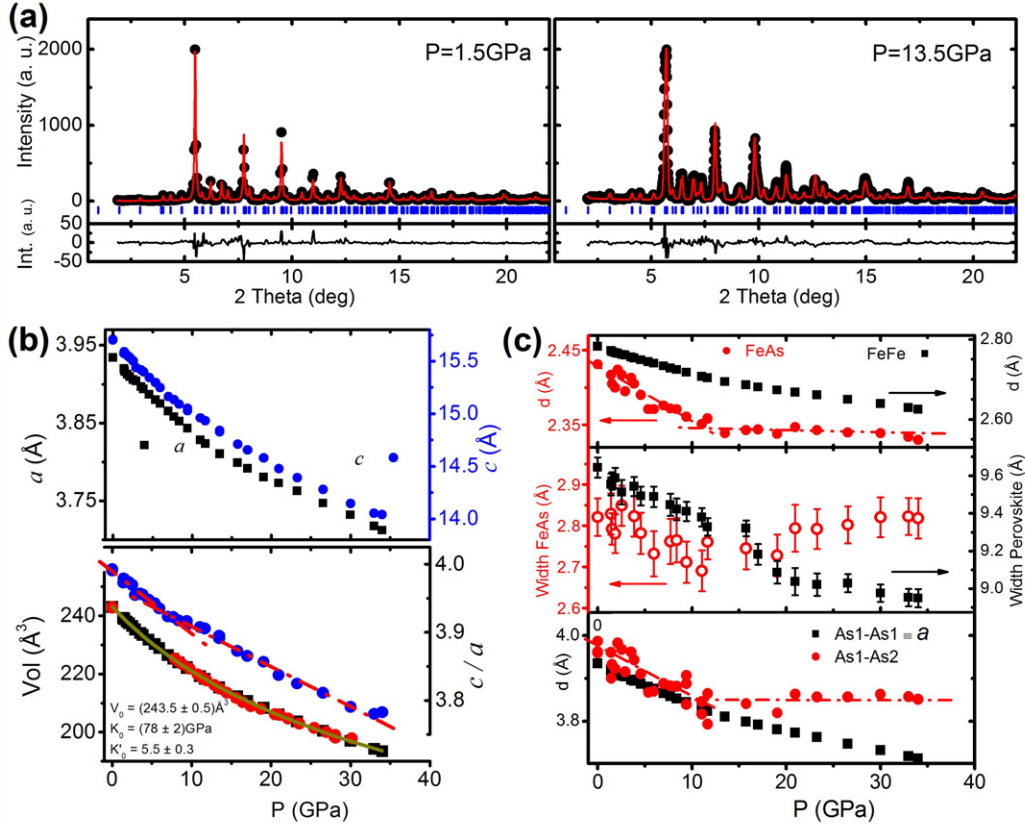 (a)
P=1.5GPa
P=13.5GPa
Intensity (a. u.)
2000
1000
0
Int. (a. u.)
50
0
-50
5 10 15 20
5 10 15 20
2 Theta (deg)
2 Theta (deg)
(b)
a (Å)
3.95
3.85
3.75
a
c
c (Å)
15.5
15.0
14.5
14.0
Vol (Å³)
240
220
200
c / a
4.0
3.9
3.8
V₀ = (243.5 ± 0.5)Å³
K₀ = (78 ± 2)GPa
K'₀ = 5.5 ± 0.3
0 10 20 30 40
P (GPa)
(c)
FeAs
FeFe
d (Å)
2.45
2.35
d (Å)
2.80
2.60
2.50
Width FeAs (Å)
2.9
2.8
2.7
2.6
Width Perovskite (Å)
9.6
9.4
9.2
9.0
0
As1-As1 ≡ a
As1-As2
d (Å)
4.0
3.8
0 10 20 30 40
P (GPa)